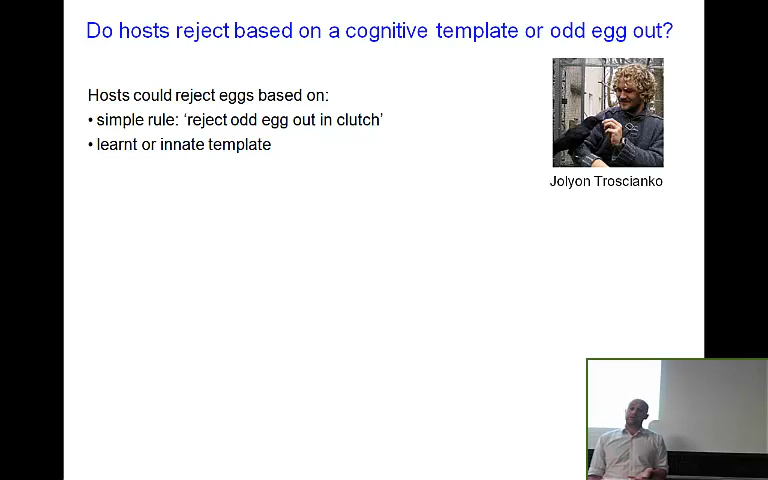 Do hosts reject based on a cognitive template or odd egg out?
Hosts could reject eggs based on:
• simple rule: ‘reject odd egg out in clutch’
• learnt or innate template
Jolyon Troscianko